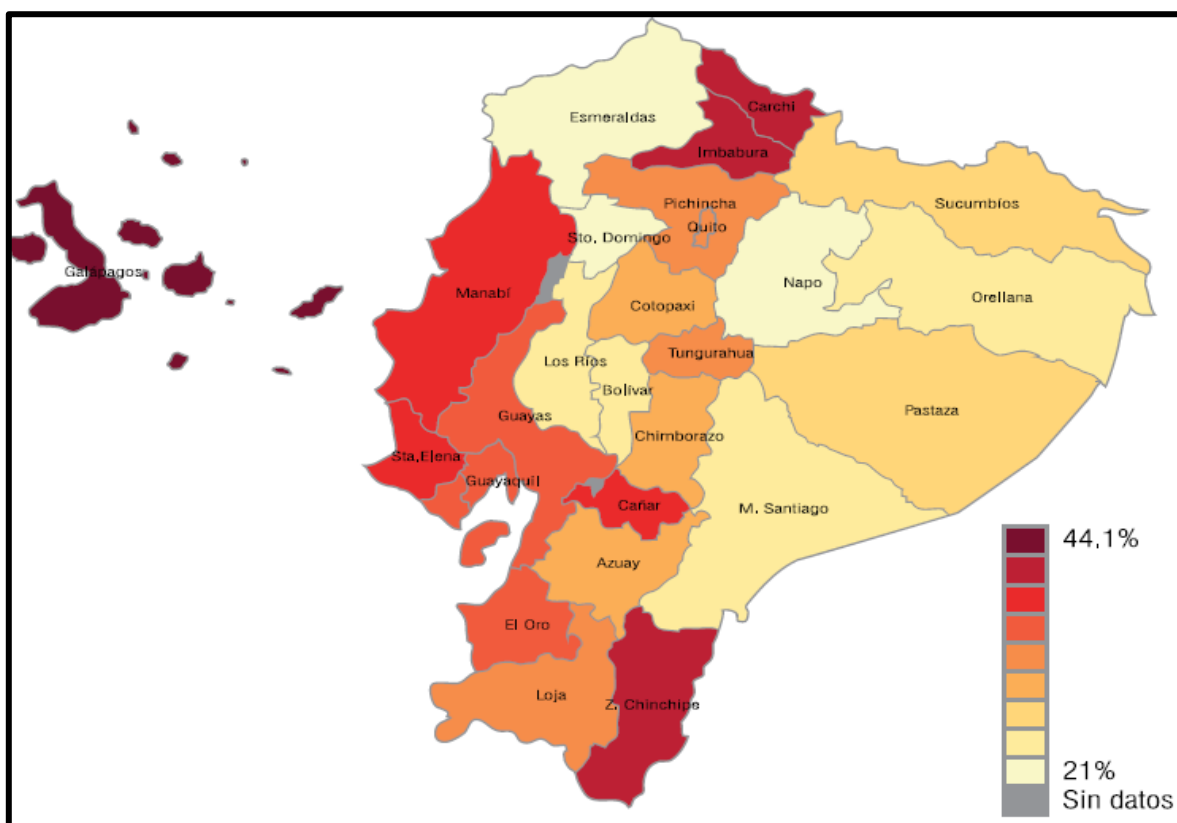 Carchi
Esmeraldas
Imbabura
Pichincha
Sucumbíos
Quito
Sto. Domingo
Galápagos
Napo
Manabí
Orellana
Cotopaxi
Tungurahua
Los Ríos
Bolívar
Pastaza
Guayas
Chimborazo
Sta.Elena
Guayaquil
Cañar
M. Santiago
Azuay
El Oro
Loja
Z. Chinchipe
44,1%
21%
Sin datos